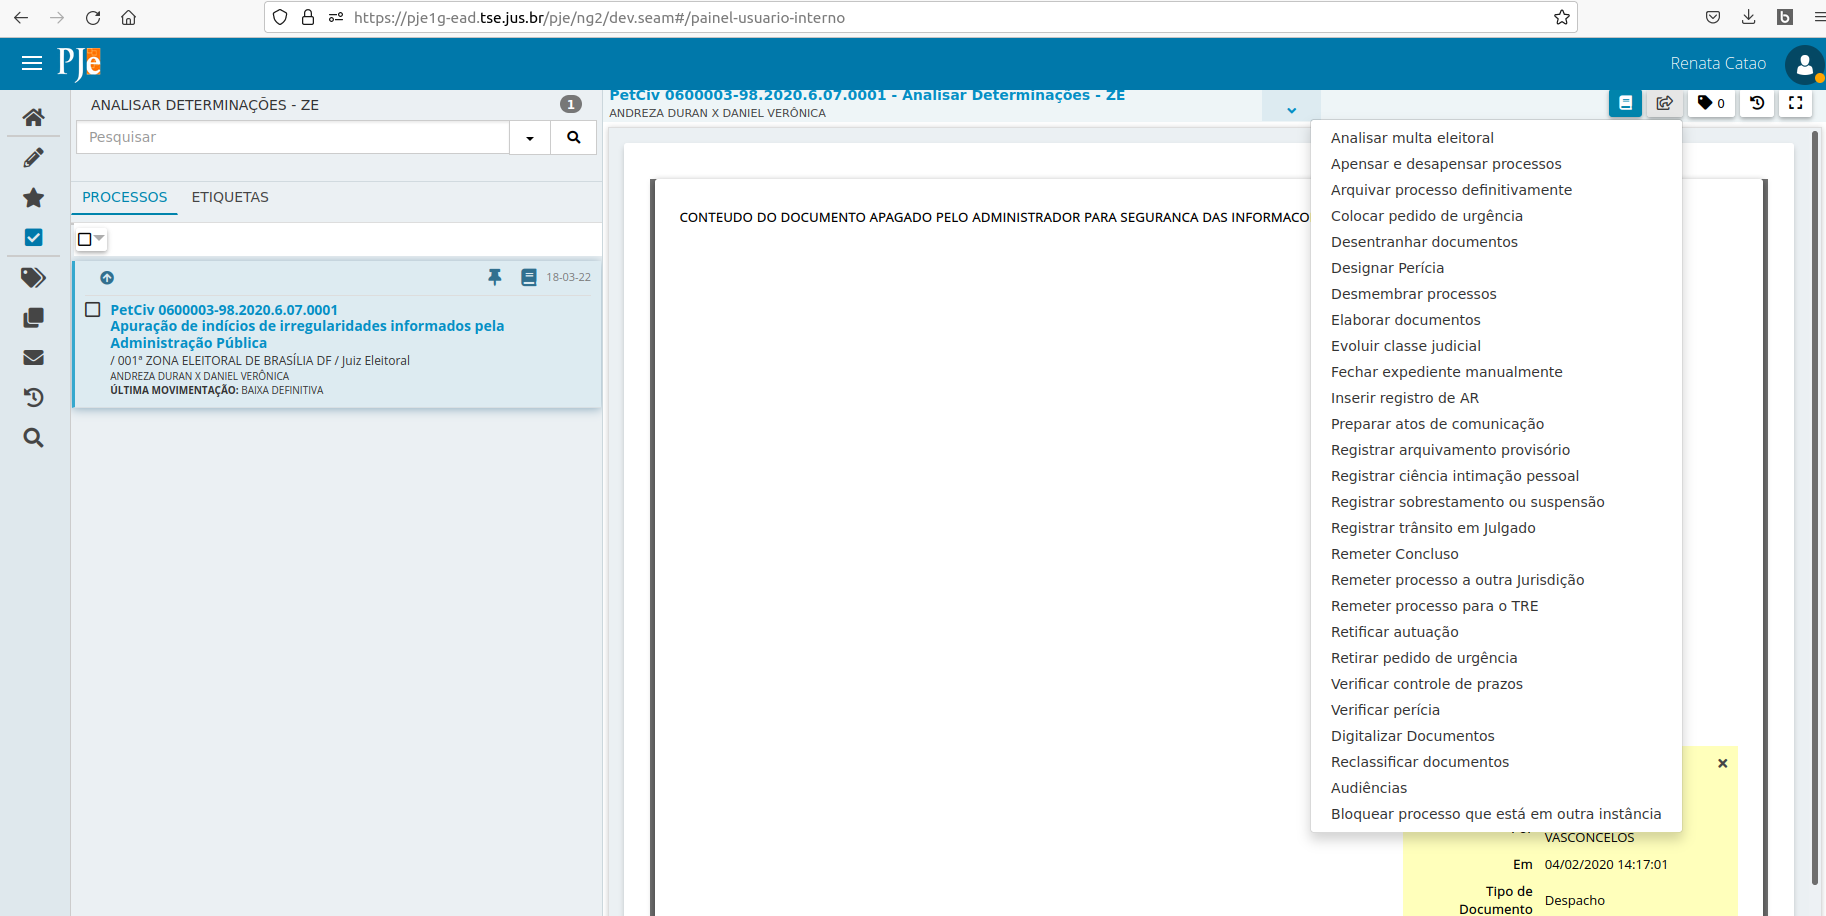 https://pje1g-ead.tse.jus.br/pje/ng2/dev.seam#/painel-usuario-interno
PJe
Renata Catao
ANALISAR DETERMINAÇÕES - ZE
1
Pesquisar
PROCESSOS
ETIQUETAS
18-03-22
PetCiv 0600003-98.2020.6.07.0001
Apuração de indícios de irregularidades informados pela
Administração Pública
/ 001ª ZONA ELEITORAL DE BRASÍLIA DF / Juiz Eleitoral
ANDREZA DURAN X DANIEL VERÔNICA
ÚLTIMA MOVIMENTAÇÃO: BAIXA DEFINITIVA
PetCiv 0600003-98.2020.6.07.0001 - Analisar Determinações - ZE
ANDREZA DURAN X DANIEL VERÔNICA
0
CONTEUDO DO DOCUMENTO APAGADO PELO ADMINISTRADOR PARA SEGURANCA DAS INFORMACO
Analisar multa eleitoral
Apensar e desapensar processos
Arquivar processo definitivamente
Colocar pedido de urgência
Desentranhar documentos
Designar Perícia
Desmembrar processos
Elaborar documentos
Evoluir classe judicial
Fechar expediente manualmente
Inserir registro de AR
Preparar atos de comunicação
Registrar arquivamento provisório
Registrar ciência intimação pessoal
Registrar sobrestamento ou suspensão
Registrar trânsito em Julgado
Remeter Concluso
Remeter processo a outra Jurisdição
Remeter processo para o TRE
Retificar autuação
Retirar pedido de urgência
Verificar controle de prazos
Verificar perícia
Digitalizar Documentos
Reclassificar documentos
Audiências
Bloquear processo que está em outra instância
VASCONCELOS
Em 04/02/2020 14:17:01
Tipo de
Documento Despacho